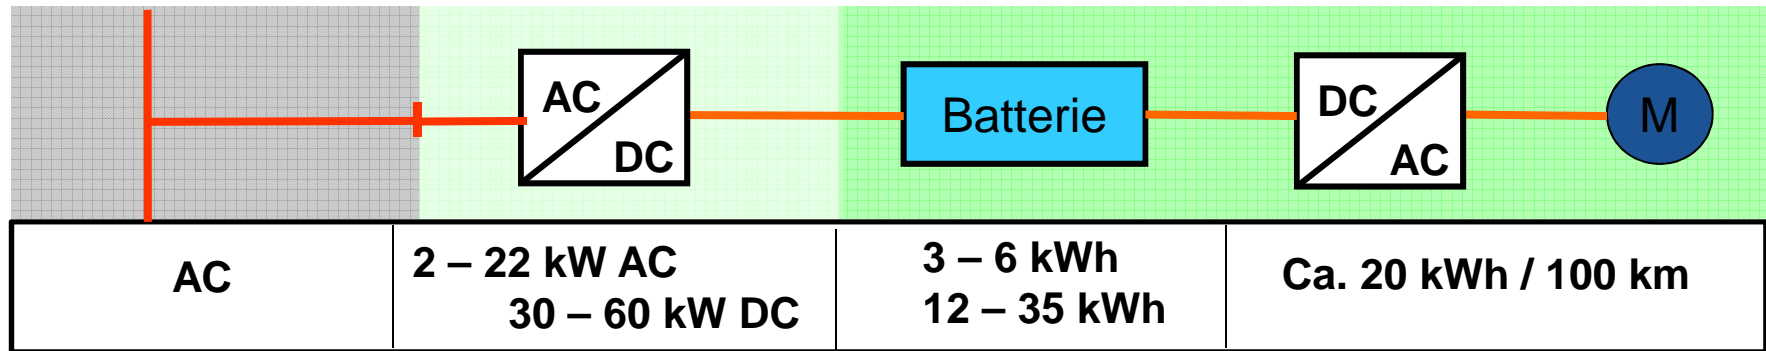 AC
DC
Batterie
DC
AC
M
AC
2 – 22 kW AC
30 – 60 kW DC
3 – 6 kWh
12 – 35 kWh
Ca. 20 kWh / 100 km